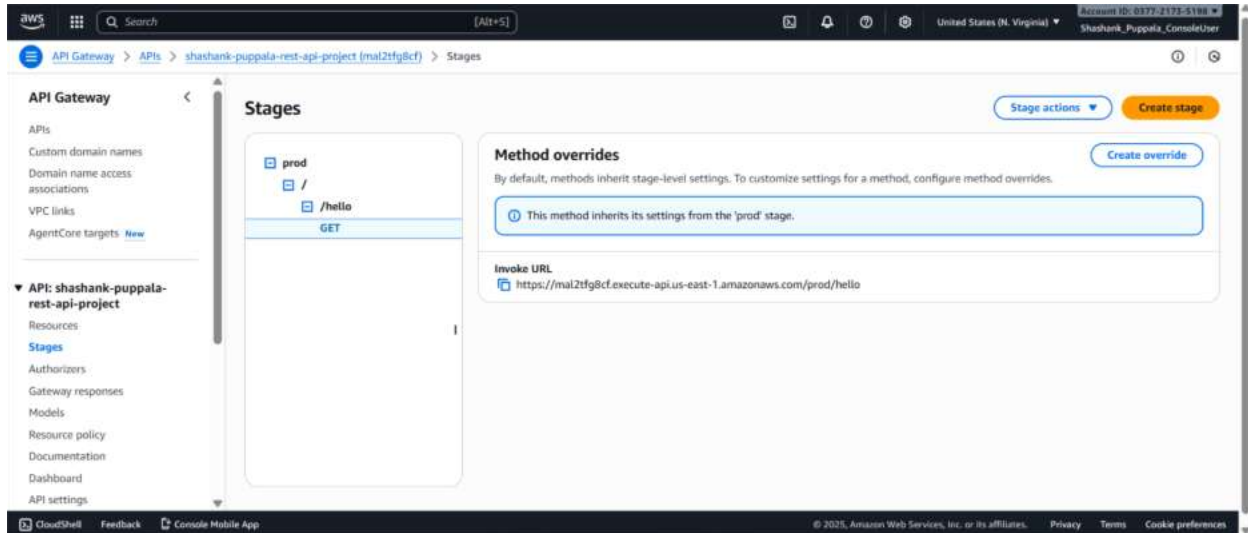 aws
Search
[Alt+S]
United States (N. Virginia)
Account ID: 0377-2173-5198
Shashank_Puppala_ConsoleUser
API Gateway > APIs > shashank-puppala-rest-api-project (mal2tfg8cf) > Stages
API Gateway
APIs
Custom domain names
Domain name access
associations
VPC links
AgentCore targets New
API: shashank-puppala-
rest-api-project
Resources
Stages
Authorizers
Gateway responses
Models
Resource policy
Documentation
Dashboard
API settings
Stages
Stage actions
Create stage
prod
/
/hello
GET
Method overrides
Create override
By default, methods inherit stage-level settings. To customize settings for a method, configure method overrides.
This method inherits its settings from the 'prod' stage.
Invoke URL
https://mal2tfg8cf.execute-api.us-east-1.amazonaws.com/prod/hello
CloudShell Feedback Console Mobile App
© 2025, Amazon Web Services, Inc. or its affiliates. Privacy Terms Cookie preferences